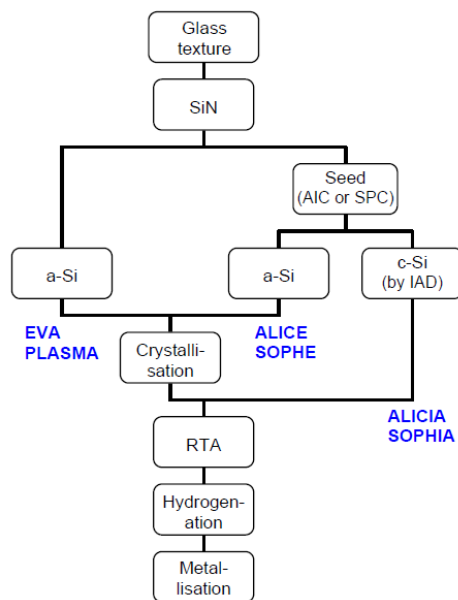 Glass
texture
SiN
Seed
(AIC or SPC)
a-Si
a-Si
c-Si
(by IAD)
EVA
PLASMA
ALICE
SOPHE
Crystalli-
sation
ALICIA
SOPHIA
RTA
Hydrogen-
ation
Metal-
lisation